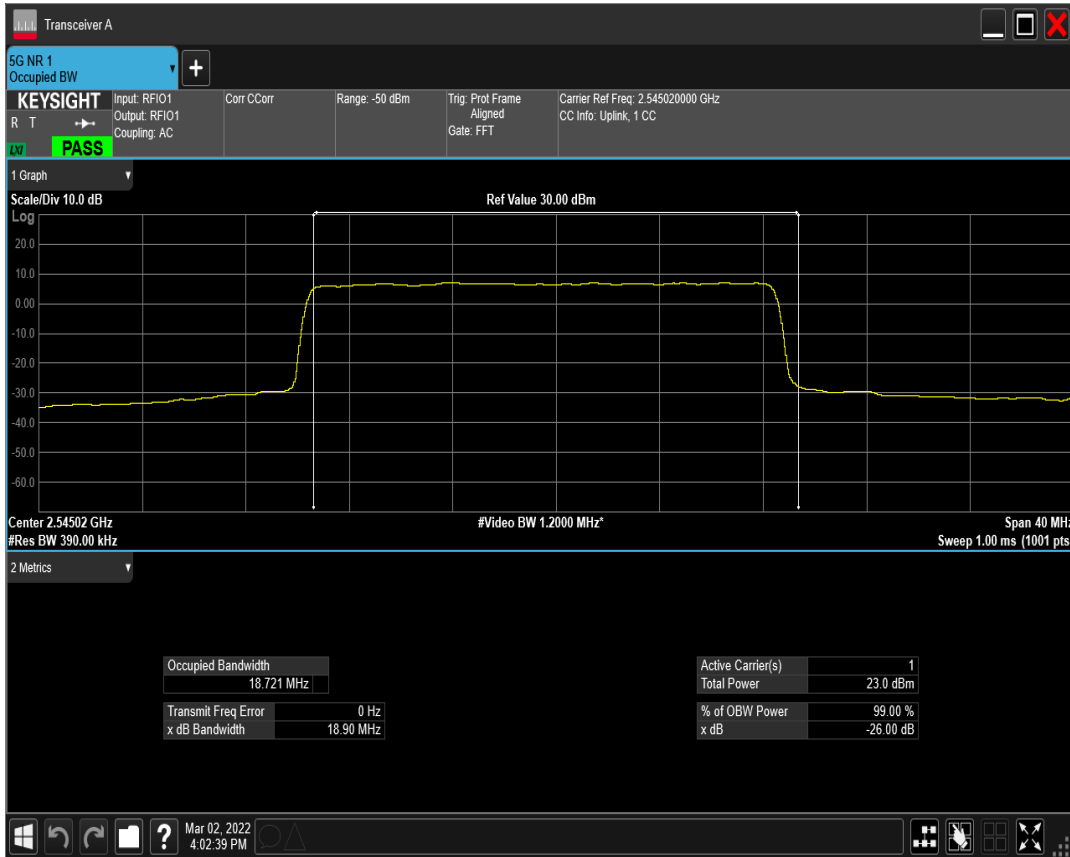 Transceiver A
5G NR 1
Occupied BW
KEYSIGHT
R T
LXI
PASS
Input: RFIO1
Output: RFIO1
Coupling: AC
Corr CCorr
Range: -50 dBm
Trig: Prot Frame
Aligned
Gate: FFT
Carrier Ref Freq: 2.545020000 GHz
CC Info: Uplink, 1 CC
1 Graph
Scale/Div 10.0 dB
Ref Value 30.00 dBm
Log
20.0
10.0
0.00
-10.0
-20.0
-30.0
-40.0
-50.0
-60.0
Center 2.54502 GHz
#Video BW 1.2000 MHz*
Span 40 MHz
#Res BW 390.00 kHz
Sweep 1.00 ms (1001 pts
2 Metrics
Occupied Bandwidth
18.721 MHz
Transmit Freq Error 0 Hz
x dB Bandwidth 18.90 MHz
Active Carrier(s) 1
Total Power 23.0 dBm
% of OBW Power 99.00 %
x dB -26.00 dB
Mar 02, 2022
4:02:39 PM